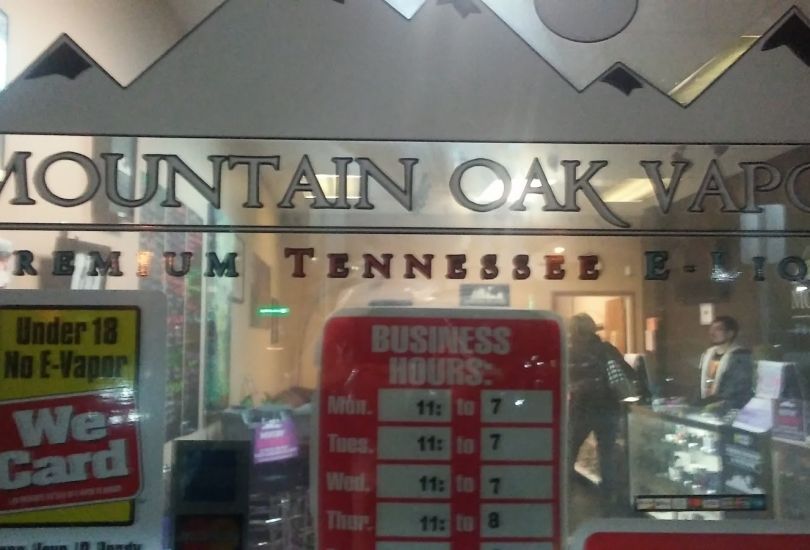 MOUNTAIN OAK VAPO
REMIUM TENNESSEE E-LIQ
Under 18
No E-Vapor
We
Card
BUSINESS
HOURS:
Mon. 11: to 7
Tues. 11: to 7
Wed. 11: to 7
Thur. 11: to 8